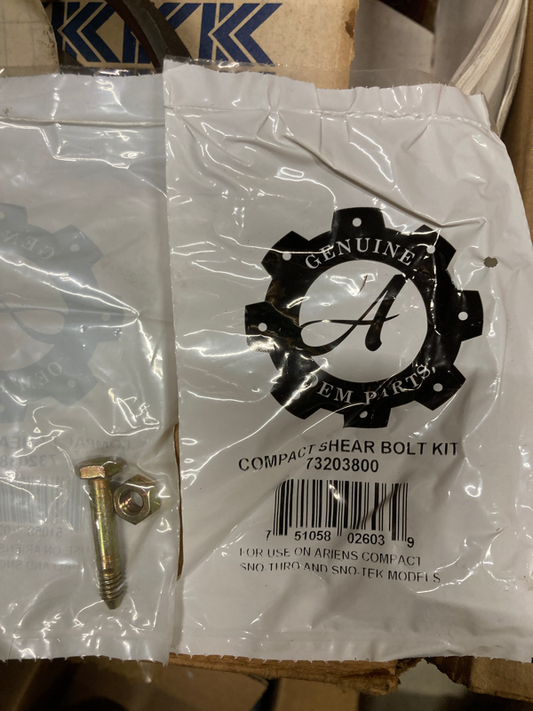 KKK
GENUINE
A
OEM PARTS
COMPACT SHEAR BOLT KIT
73203800
7 51058 02603 9
FOR USE ON ARIENS COMPACT
SNO-THRO AND SNO-TEK MODELS